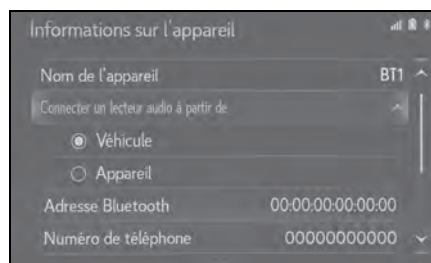 Informations sur l'appareil
Nom de l'appareil BT1
Connecter un lecteur audio à partir de
Véhicule
Appareil
Adresse Bluetooth 00:00:00:00:00:00
Numéro de téléphone 00000000000